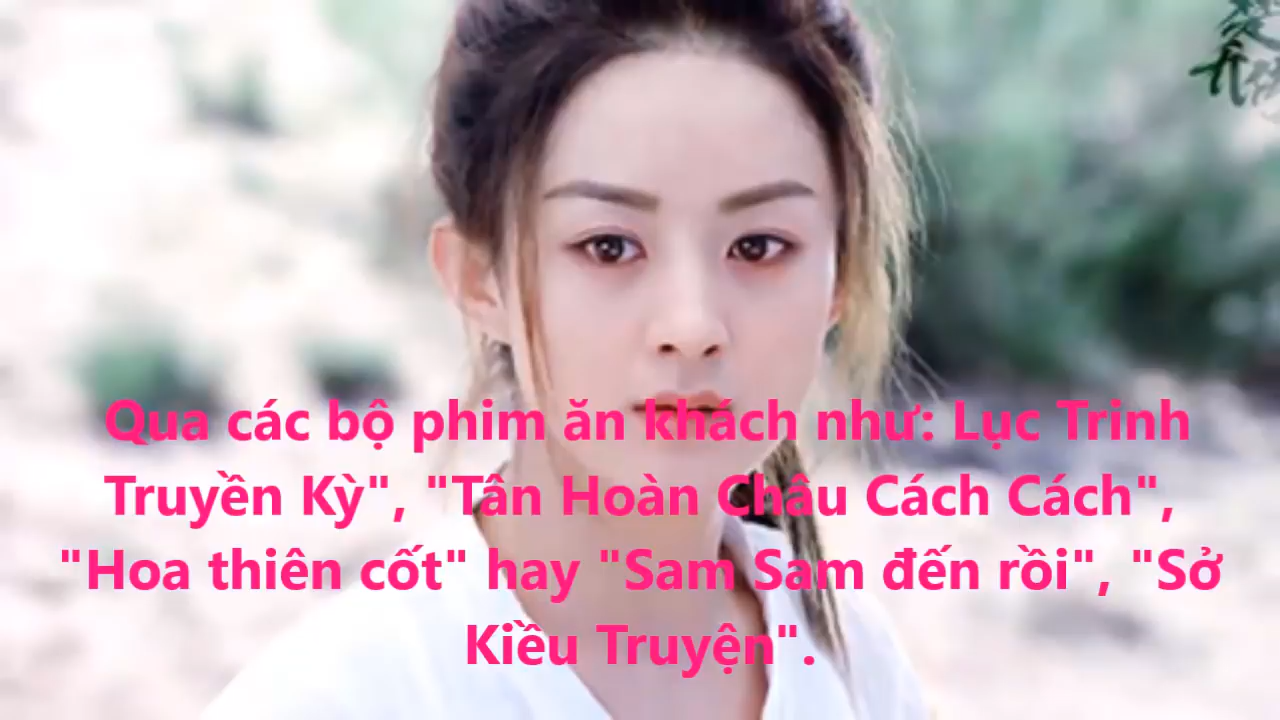 Qua các bộ phim ăn khách như: Lục Trinh
Truyền Kỳ", "Tân Hoàn Châu Cách Cách",
"Hoa thiên cốt" hay "Sam Sam đến rồi", "Sở
Kiều Truyện".